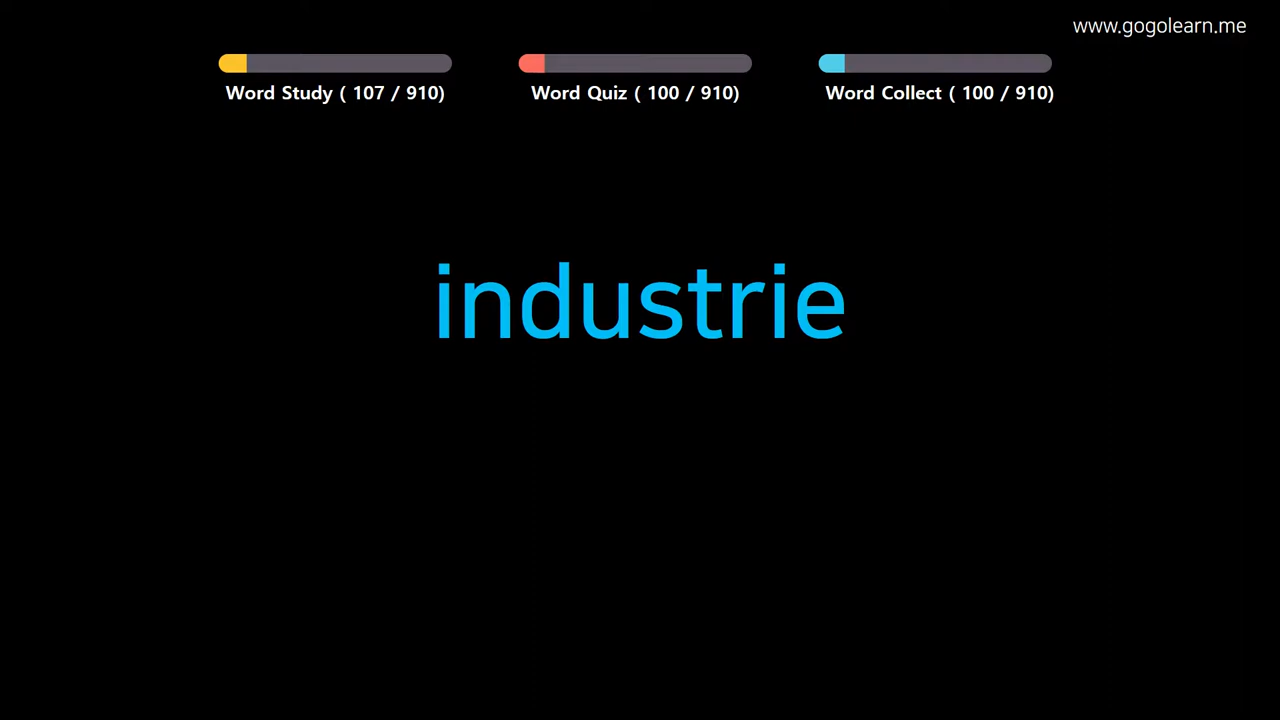 www.gogolearn.me
Word Study ( 107 / 910)
Word Quiz ( 100 / 910)
Word Collect ( 100 / 910)
industrie